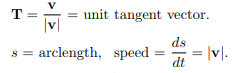 T = v/|v| = unit tangent vector.
s = arclength, speed = ds/dt = |v|.